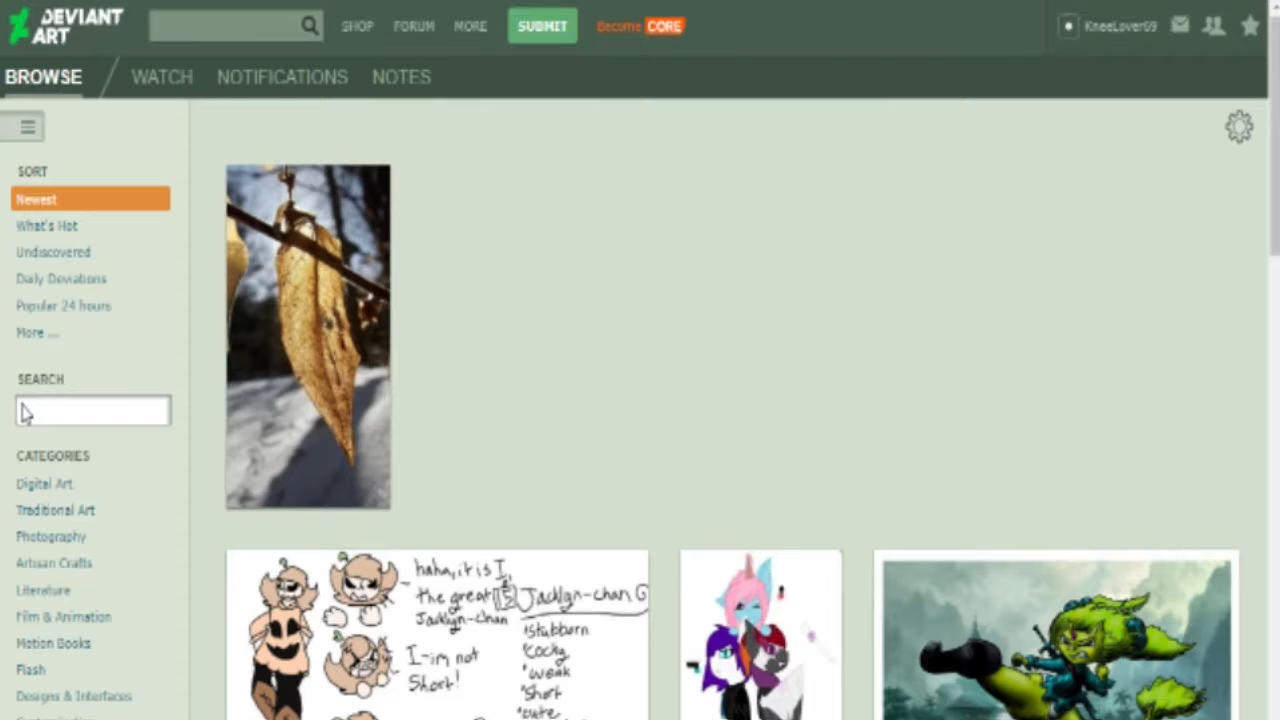 DEVIANT ART
SHOP FORUM MORE SUBMIT Become CORE KneeLover69
BROWSE WATCH NOTIFICATIONS NOTES
SORT
Newest
What's Hot
Undiscovered
Daily Deviations
Popular 24 hours
More ...
SEARCH
CATEGORIES
Digital Art
Traditional Art
Photography
Artisan Crafts
Literature
Film & Animation
Motion Books
Flash
Designs & Interfaces
haha, it is I,
the great
Jacklyn-chan
I-im not
Short!
Jacklyn-chan G
stubborn
cocky
weak
short
cute